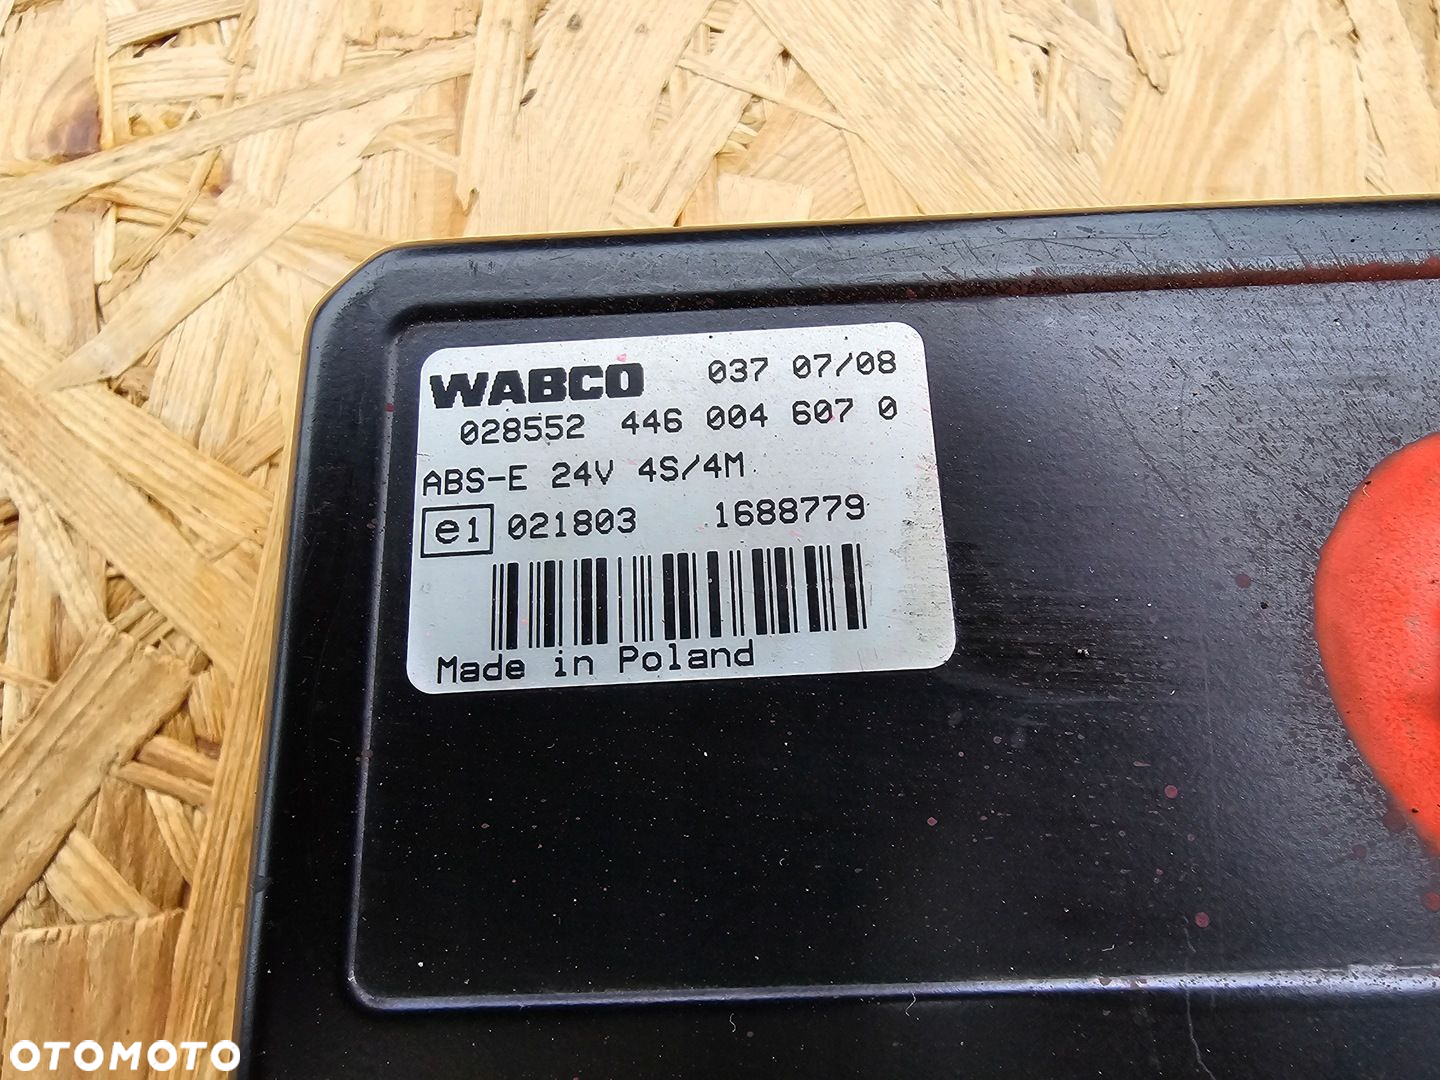 WABCO 037 07/08
028552 446 004 607 0
ABS-E 24V 4S/4M
e1 021803 1688779
Made in Poland
OTOMOTO